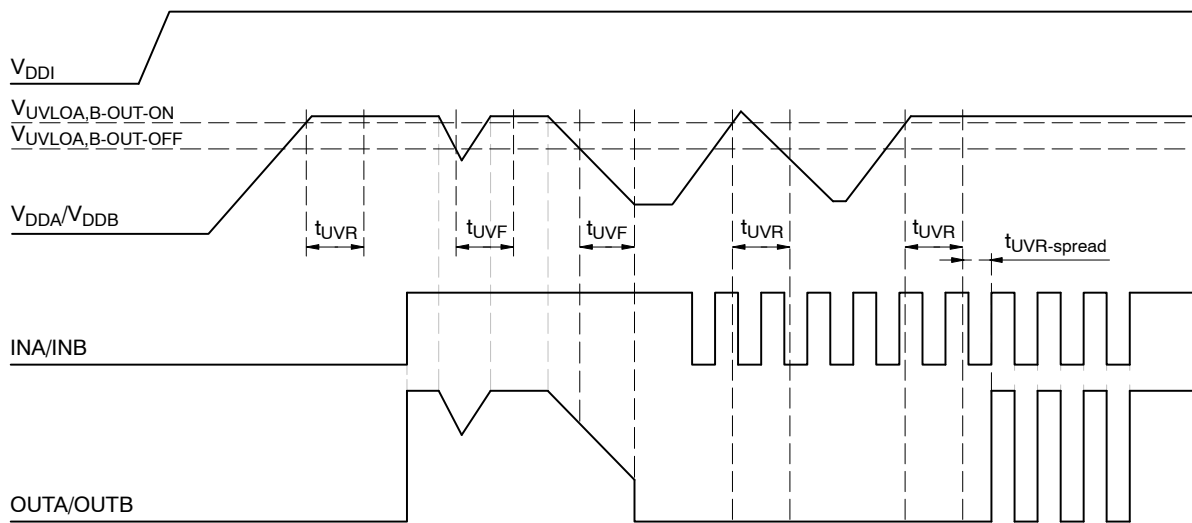 VDDI
VUVLOA,B-OUT-ON
VUVLOA,B-OUT-OFF
VDDA/VDDB
tUVR
tUVF
tUVF
tUVR
tUVR
tUVR-spread
INA/INB
OUTA/OUTB